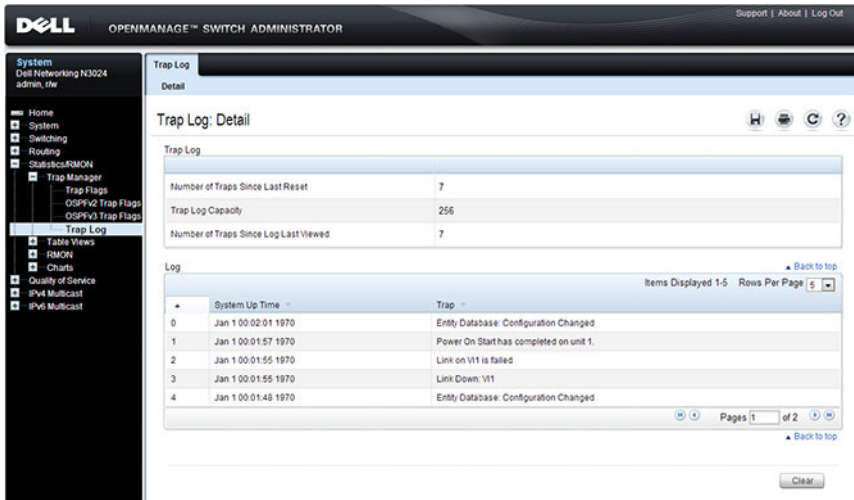 Support | About | Log Out
DELL OPENMANAGE™ SWITCH ADMINISTRATOR
System
Dell Networking N3024
admin, r/w
Home
System
Switching
Routing
Statistics/RMON
Trap Manager
Trap Flags
OSPFv2 Trap Flags
OSPFv3 Trap Flags
Trap Log
Table Views
RMON
Charts
Quality of Service
IPv4 Multicast
IPv6 Multicast
Trap Log
Detail
Trap Log: Detail
Trap Log
Number of Traps Since Last Reset 7
Trap Log Capacity 256
Number of Traps Since Log Last Viewed 7
Back to top
Log
Items Displayed 1-5 Rows Per Page 5
System Up Time Trap
0 Jan 1 00:02:01 1970 Entity Database: Configuration Changed
1 Jan 1 00:01:57 1970 Power On Start has completed on unit 1.
2 Jan 1 00:01:55 1970 Link on Vl1 is failed
3 Jan 1 00:01:55 1970 Link Down: Vl1
4 Jan 1 00:01:48 1970 Entity Database: Configuration Changed
Pages 1 of 2
Back to top
Clear